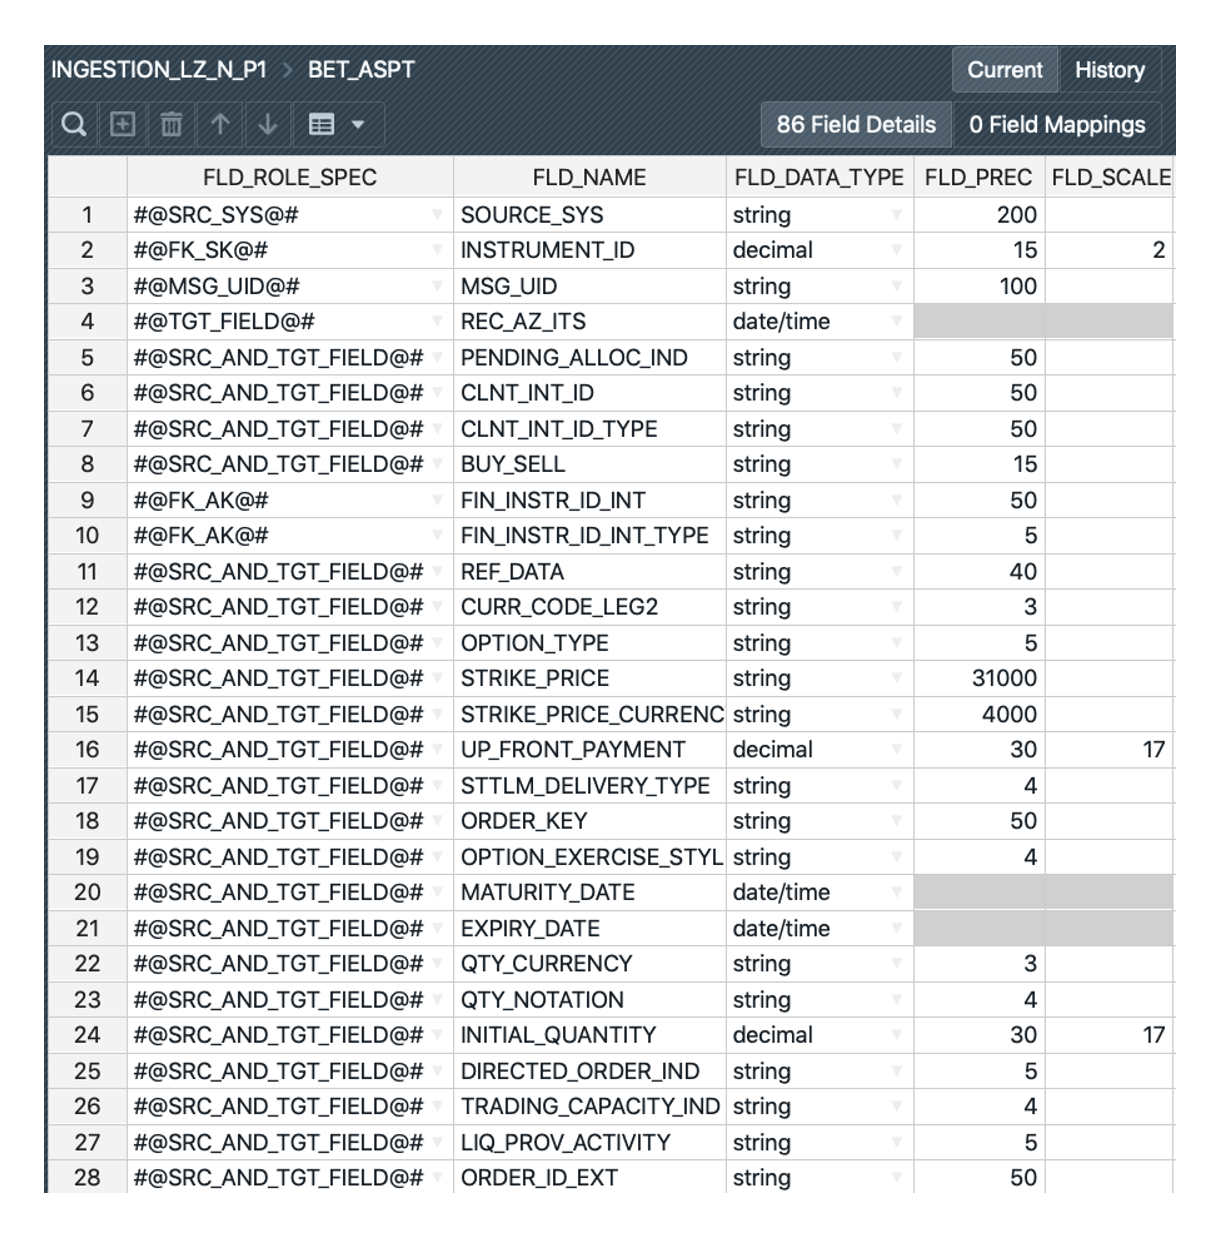 INGESTION_LZ_N_P1 > BET_ASPT Current History
86 Field Details 0 Field Mappings
FLD_ROLE_SPEC FLD_NAME FLD_DATA_TYPE FLD_PREC FLD_SCALE
1 #@SRC_SYS@# SOURCE_SYS string 200
2 #@FK_SK@# INSTRUMENT_ID decimal 15 2
3 #@MSG_UID@# MSG_UID string 100
4 #@TGT_FIELD@# REC_AZ_ITS date/time
5 #@SRC_AND_TGT_FIELD@# PENDING_ALLOC_IND string 50
6 #@SRC_AND_TGT_FIELD@# CLNT_INT_ID string 50
7 #@SRC_AND_TGT_FIELD@# CLNT_INT_ID_TYPE string 50
8 #@SRC_AND_TGT_FIELD@# BUY_SELL string 15
9 #@FK_AK@# FIN_INSTR_ID_INT string 50
10 #@FK_AK@# FIN_INSTR_ID_INT_TYPE string 5
11 #@SRC_AND_TGT_FIELD@# REF_DATA string 40
12 #@SRC_AND_TGT_FIELD@# CURR_CODE_LEG2 string 3
13 #@SRC_AND_TGT_FIELD@# OPTION_TYPE string 5
14 #@SRC_AND_TGT_FIELD@# STRIKE_PRICE string 31000
15 #@SRC_AND_TGT_FIELD@# STRIKE_PRICE_CURRENC string 4000
16 #@SRC_AND_TGT_FIELD@# UP_FRONT_PAYMENT decimal 30 17
17 #@SRC_AND_TGT_FIELD@# STTLM_DELIVERY_TYPE string 4
18 #@SRC_AND_TGT_FIELD@# ORDER_KEY string 50
19 #@SRC_AND_TGT_FIELD@# OPTION_EXERCISE_STYL string 4
20 #@SRC_AND_TGT_FIELD@# MATURITY_DATE date/time
21 #@SRC_AND_TGT_FIELD@# EXPIRY_DATE date/time
22 #@SRC_AND_TGT_FIELD@# QTY_CURRENCY string 3
23 #@SRC_AND_TGT_FIELD@# QTY_NOTATION string 4
24 #@SRC_AND_TGT_FIELD@# INITIAL_QUANTITY decimal 30 17
25 #@SRC_AND_TGT_FIELD@# DIRECTED_ORDER_IND string 5
26 #@SRC_AND_TGT_FIELD@# TRADING_CAPACITY_IND string 4
27 #@SRC_AND_TGT_FIELD@# LIQ_PROV_ACTIVITY string 5
28 #@SRC_AND_TGT_FIELD@# ORDER_ID_EXT string 50